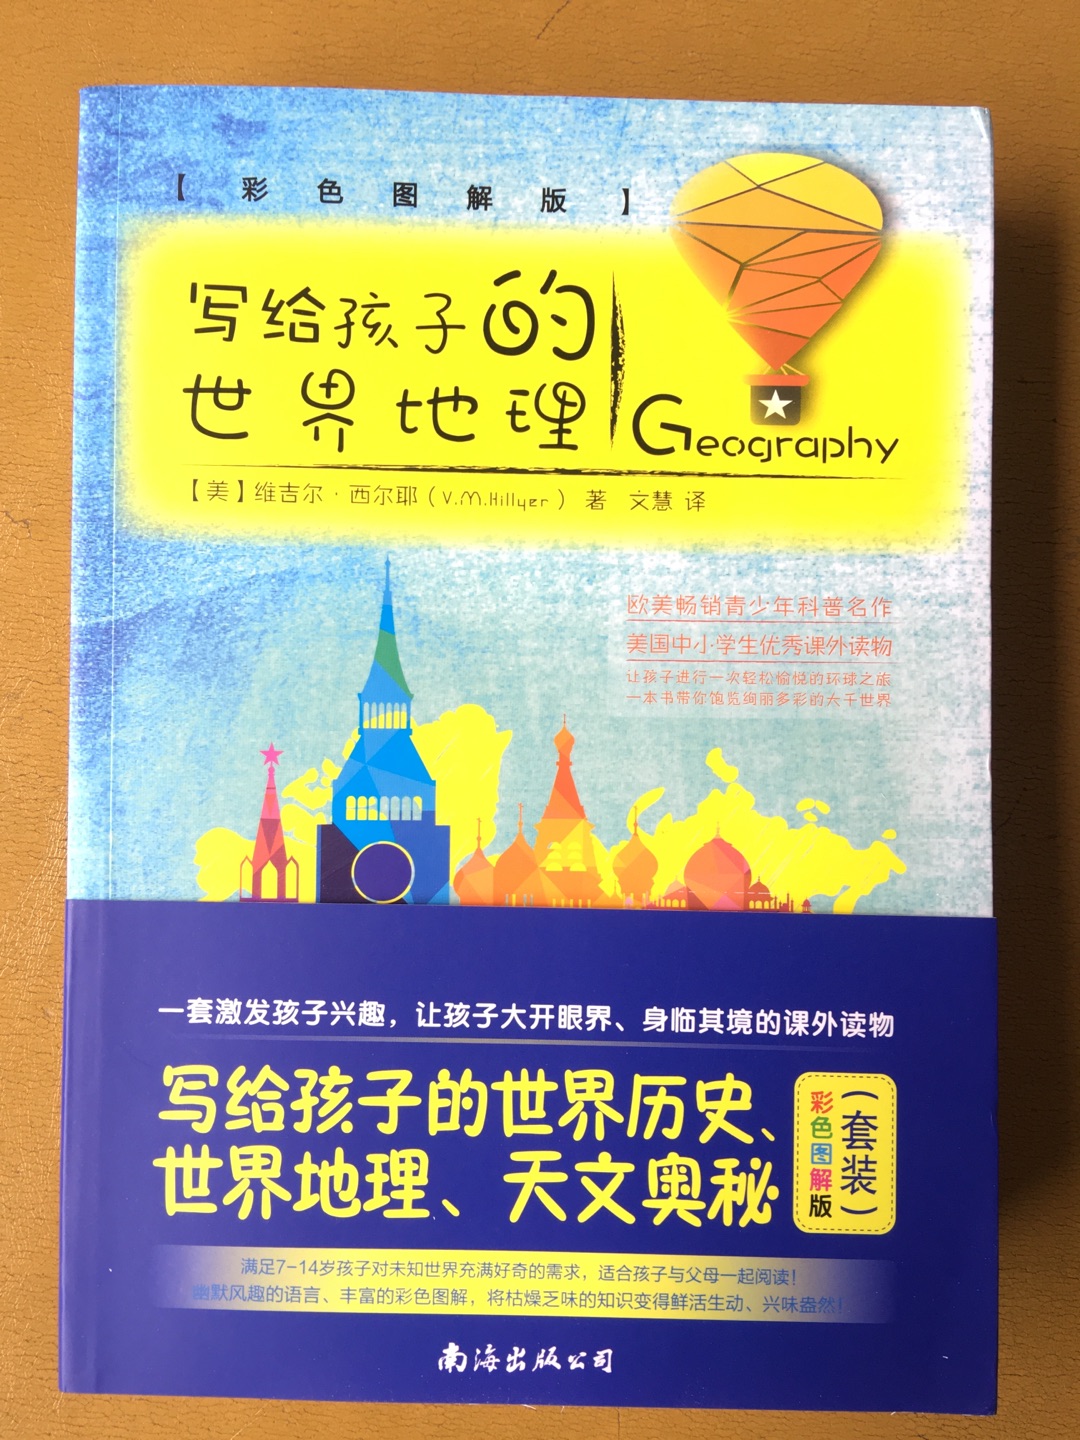 【彩色图解版】
写给孩子的
世界地理
Geography
【美】维吉尔·西尔耶（V.M.Hillyer）著 文慧 译
欧美畅销青少年科普名作
美国中小学生优秀课外读物
让孩子进行一次轻松愉悦的环球之旅
一本书带你饱览绚丽多彩的大千世界
一套激发孩子兴趣，让孩子大开眼界、身临其境的课外读物
写给孩子的世界历史、
世界地理、天文奥秘
（套装）
彩色图解版
满足7-14岁孩子对未知世界充满好奇的需求，适合孩子与父母一起阅读！
幽默风趣的语言、丰富的彩色图解，将枯燥乏味的知识变得鲜活生动、兴味盎然！
南海出版公司